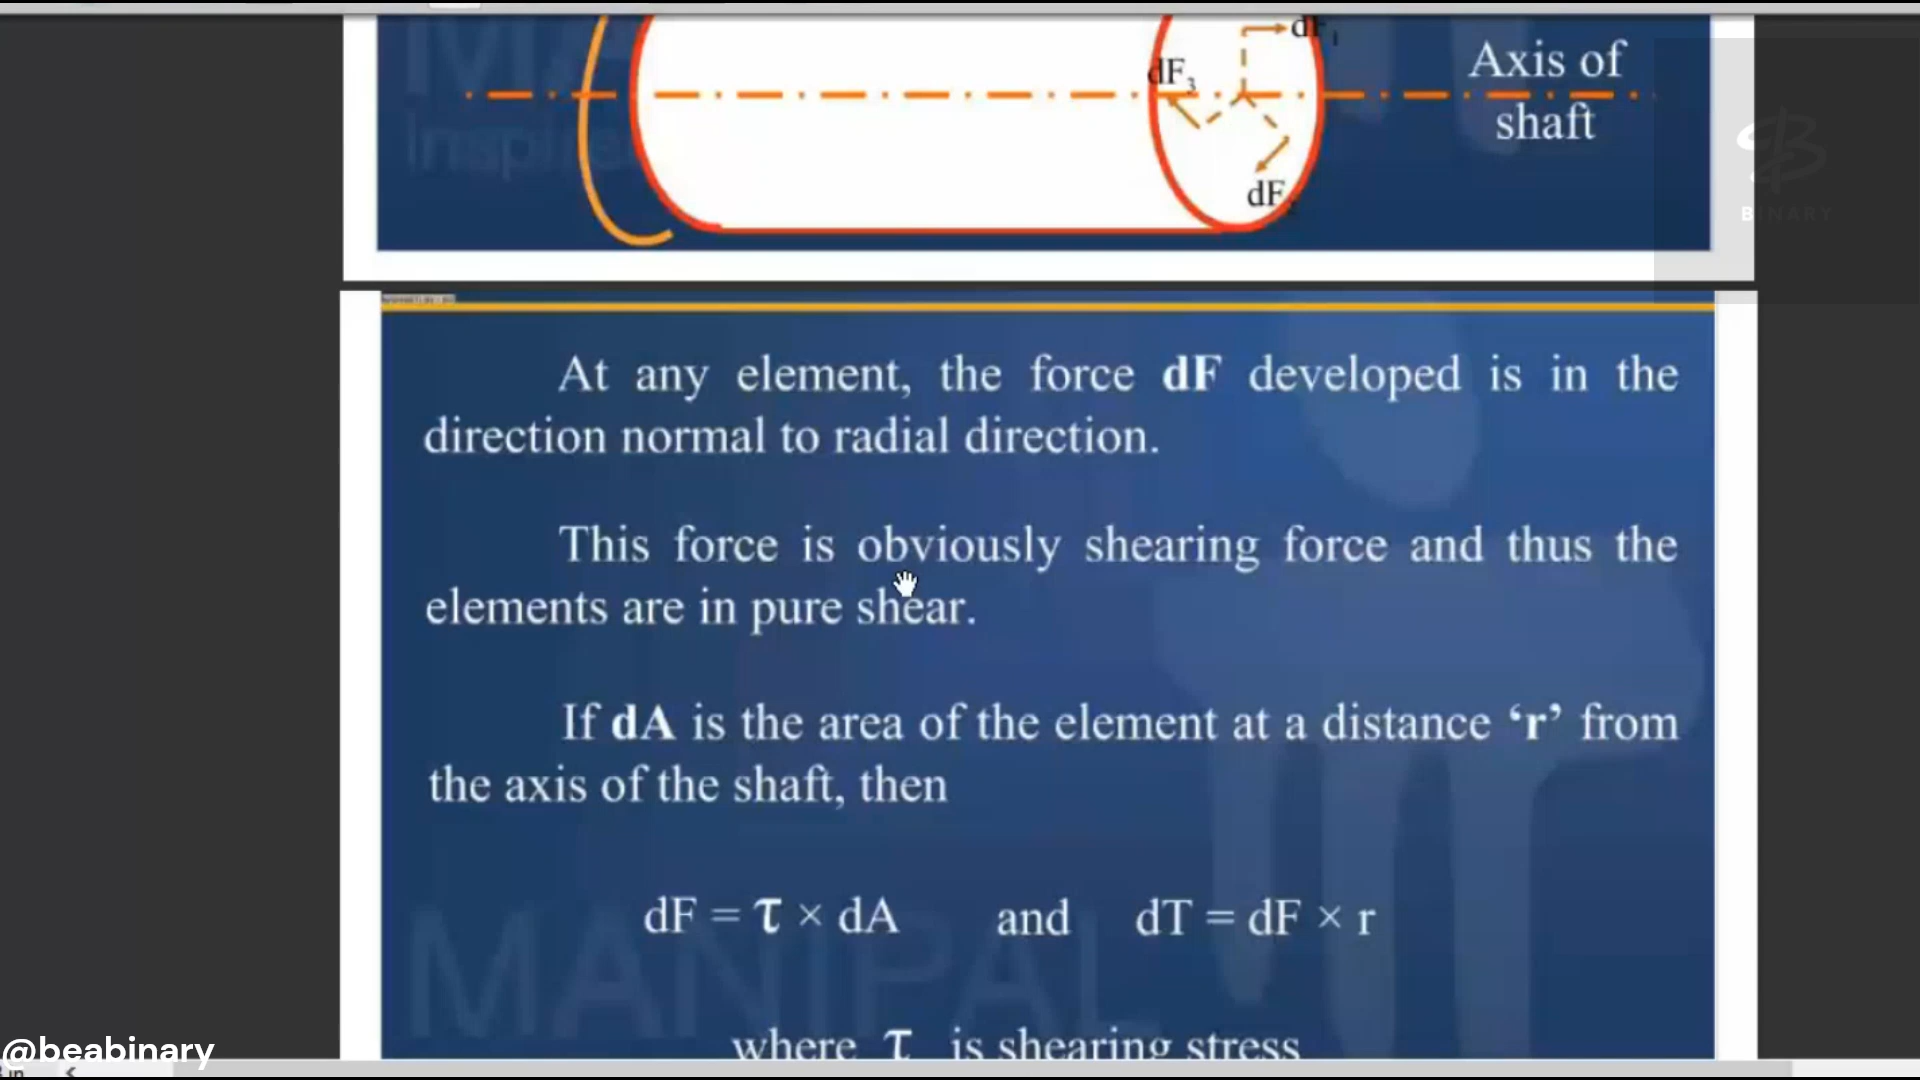 dF₁
dF₃
Axis of
shaft
dF
BINARY
At any element, the force dF developed is in the
direction normal to radial direction.
This force is obviously shearing force and thus the
elements are in pure shear.
If dA is the area of the element at a distance ‘r’ from
the axis of the shaft, then
dF = τ × dA and dT = dF × r
MANIPAL
where τ is shearing stress
@beabinary